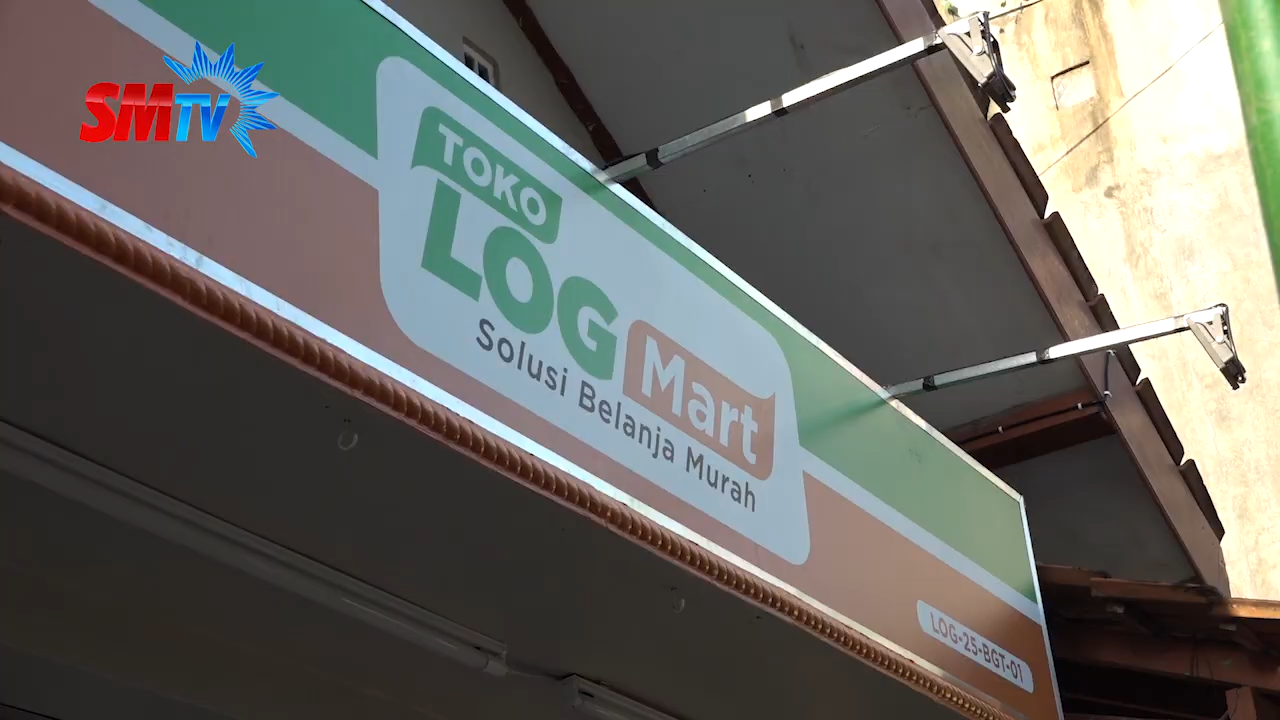 SMTV
TOKO
LOG
Mart
Solusi Belanja Murah
LOG-25-BGT-01